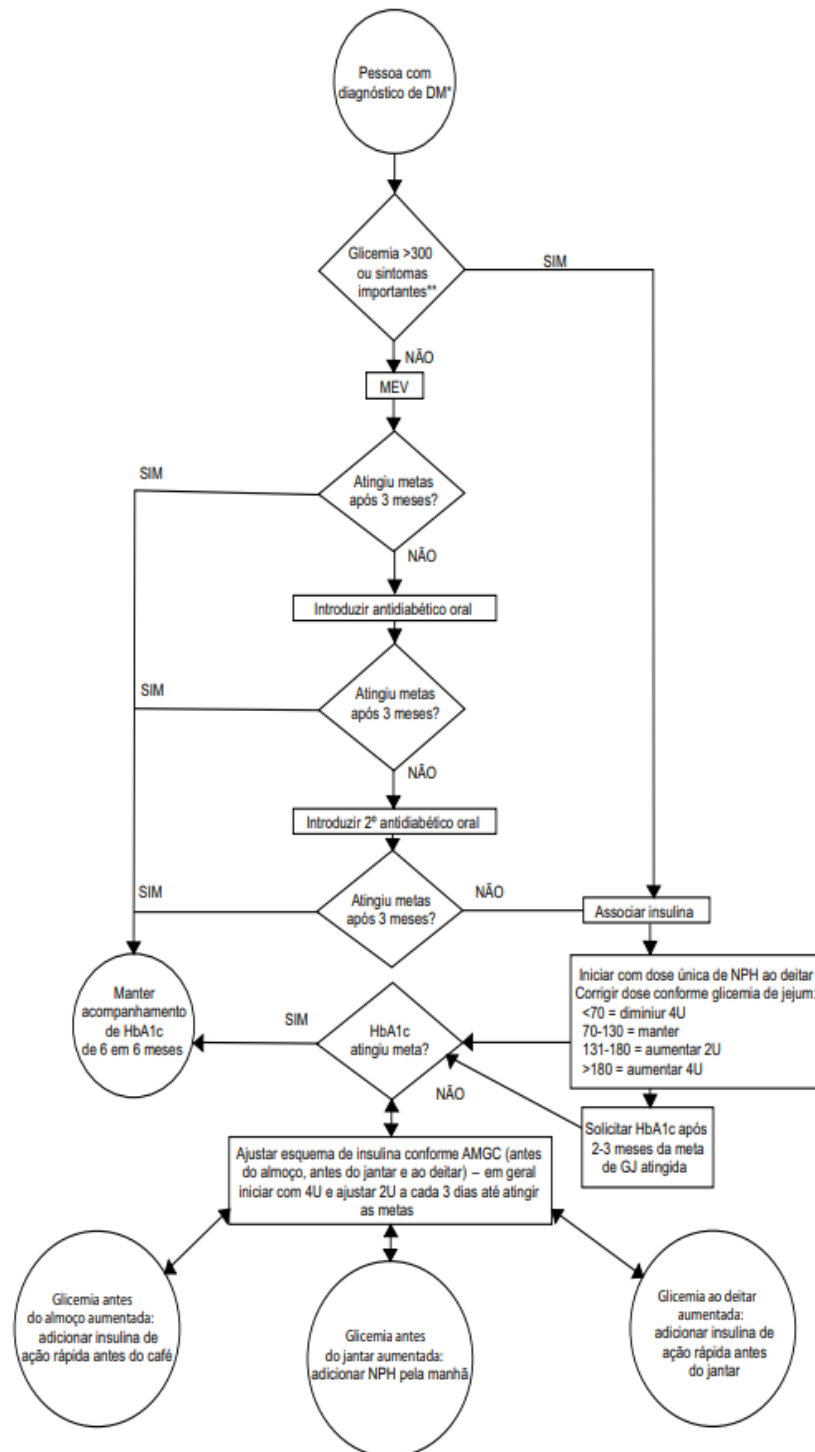 Pessoa com
diagnóstico de DM*
Glicemia >300
ou sintomas
importantes**
SIM
NÃO
MEV
SIM
Atingiu metas
após 3 meses?
NÃO
Introduzir antidiabético oral
SIM
Atingiu metas
após 3 meses?
NÃO
Introduzir 2º antidiabético oral
SIM
Atingiu metas
após 3 meses?
NÃO
Associar insulina
Iniciar com dose única de NPH ao deitar
Corrigir dose conforme glicemia de jejum:
<70 = diminiur 4U
70-130 = manter
131-180 = aumentar 2U
>180 = aumentar 4U
Manter
acompanhamento
de HbA1c
de 6 em 6 meses
SIM
HbA1c
atingiu meta?
NÃO
Solicitar HbA1c após
2-3 meses da meta
de GJ atingida
Ajustar esquema de insulina conforme AMGC (antes
do almoço, antes do jantar e ao deitar) – em geral
iniciar com 4U e ajustar 2U a cada 3 dias até atingir
as metas
Glicemia antes
do almoço aumentada:
adicionar insulina de
ação rápida antes do café
Glicemia antes
do jantar aumentada:
adicionar NPH pela manhã
Glicemia ao deitar
aumentada:
adicionar insulina de
ação rápida antes
do jantar